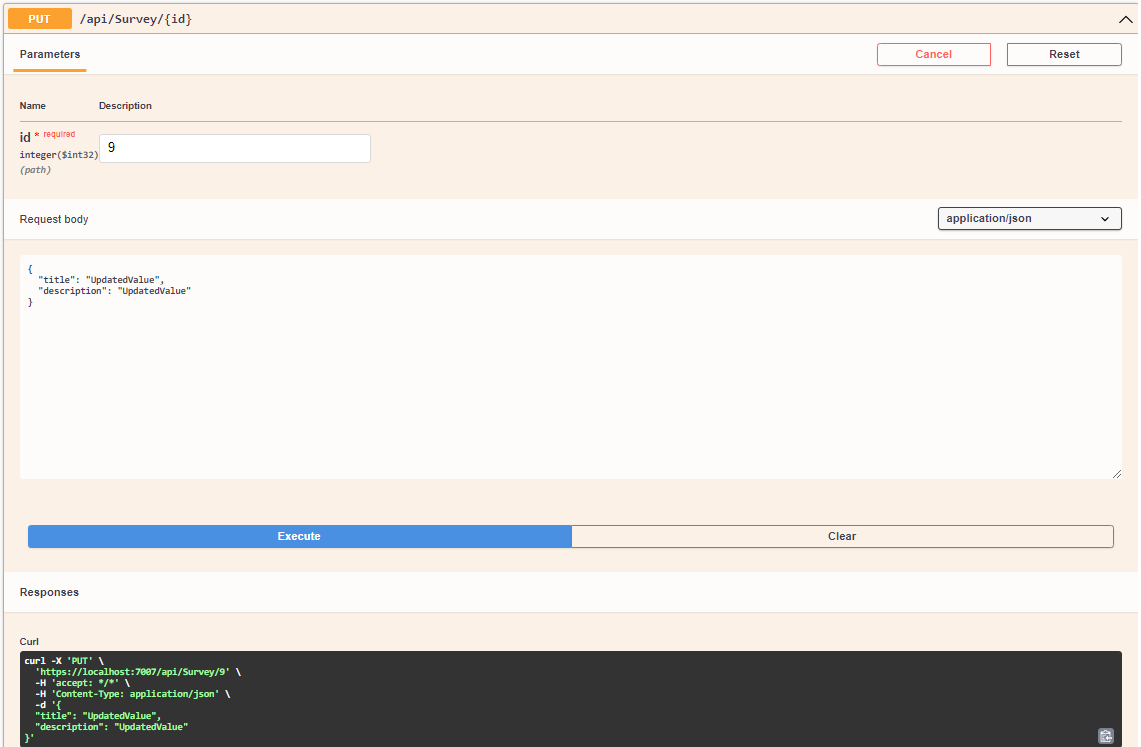 PUT /api/Survey/{id}
Parameters Cancel Reset
Name Description
id * required
integer($int32)
(path)
9
Request body application/json
{
  "title": "UpdatedValue",
  "description": "UpdatedValue"
}
Execute Clear
Responses
Curl
curl -X 'PUT' \
  'https://localhost:7007/api/Survey/9' \
  -H 'accept: */*' \
  -H 'Content-Type: application/json' \
  -d '{
  "title": "UpdatedValue",
  "description": "UpdatedValue"
}'